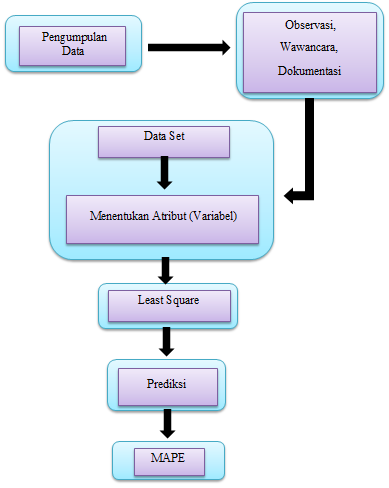 Pengumpulan
Data
Observasi,
Wawancara,
Dokumentasi
Data Set
Menentukan Atribut (Variabel)
Least Square
Prediksi
MAPE